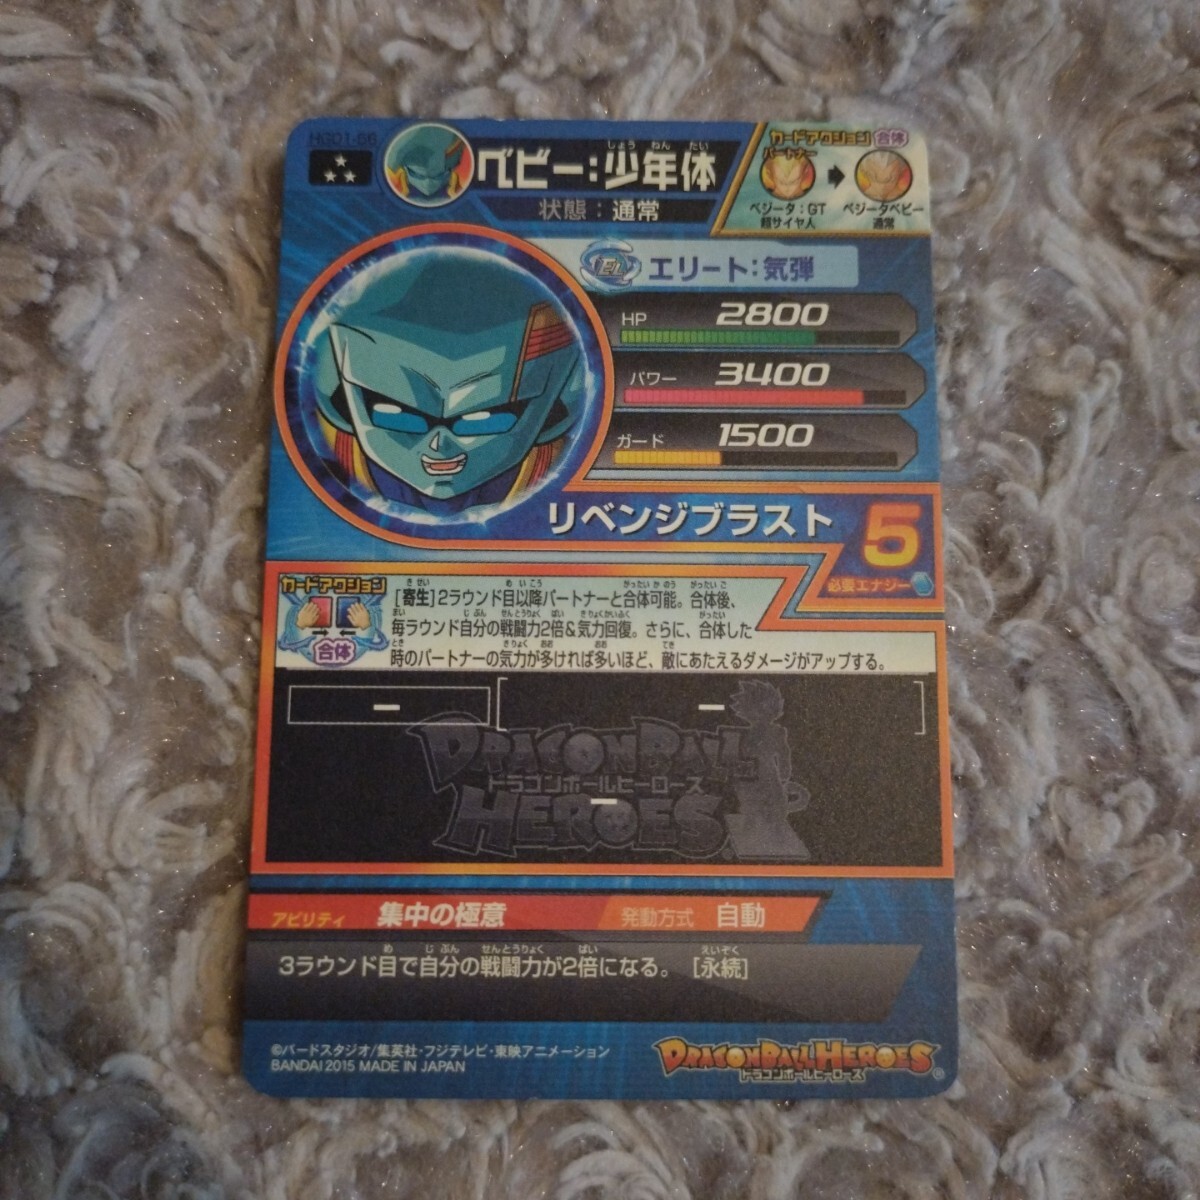 HGD1-56
ベビー：少年体
しょう ねん たい
状態：通常
カードアクション 合体
パートナー
ベジータ：GT
超サイヤ人
ベジータベビー
通常
EL エリート：気弾
HP 2800
パワー 3400
ガード 1500
リベンジブラスト
5
必要エナジー
カードアクション
合体
[寄生]2ラウンド目以降パートナーと合体可能。合体後、
毎ラウンド自分の戦闘力2倍＆気力回復。さらに、合体した
時のパートナーの気力が多ければ多いほど、敵にあたえるダメージがアップする。
ー
ー
DRAGONBALL
ドラゴンボールヒーローズ
HEROES
ー
アビリティ 集中の極意 発動方式 自動
3ラウンド目で自分の戦闘力が2倍になる。 [永続]
©バードスタジオ/集英社・フジテレビ・東映アニメーション
BANDAI 2015 MADE IN JAPAN
DRAGONBALL HEROES
ドラゴンボールヒーローズ